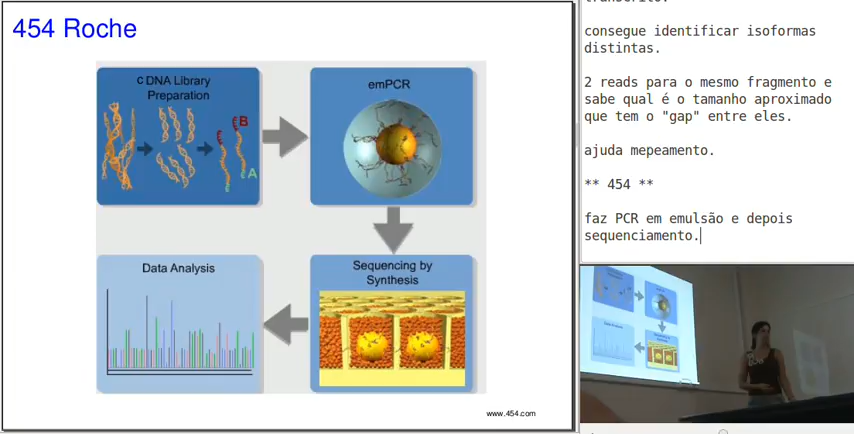 454 Roche
c DNA Library
Preparation
B
A
emPCR
Data Analysis
Sequencing by
Synthesis
www.454.com
consegue identificar isoformas
distintas.
2 reads para o mesmo fragmento e
sabe qual é o tamanho aproximado
que tem o "gap" entre eles.
ajuda mepeamento.
** 454 **
faz PCR em emulsão e depois
sequenciamento.